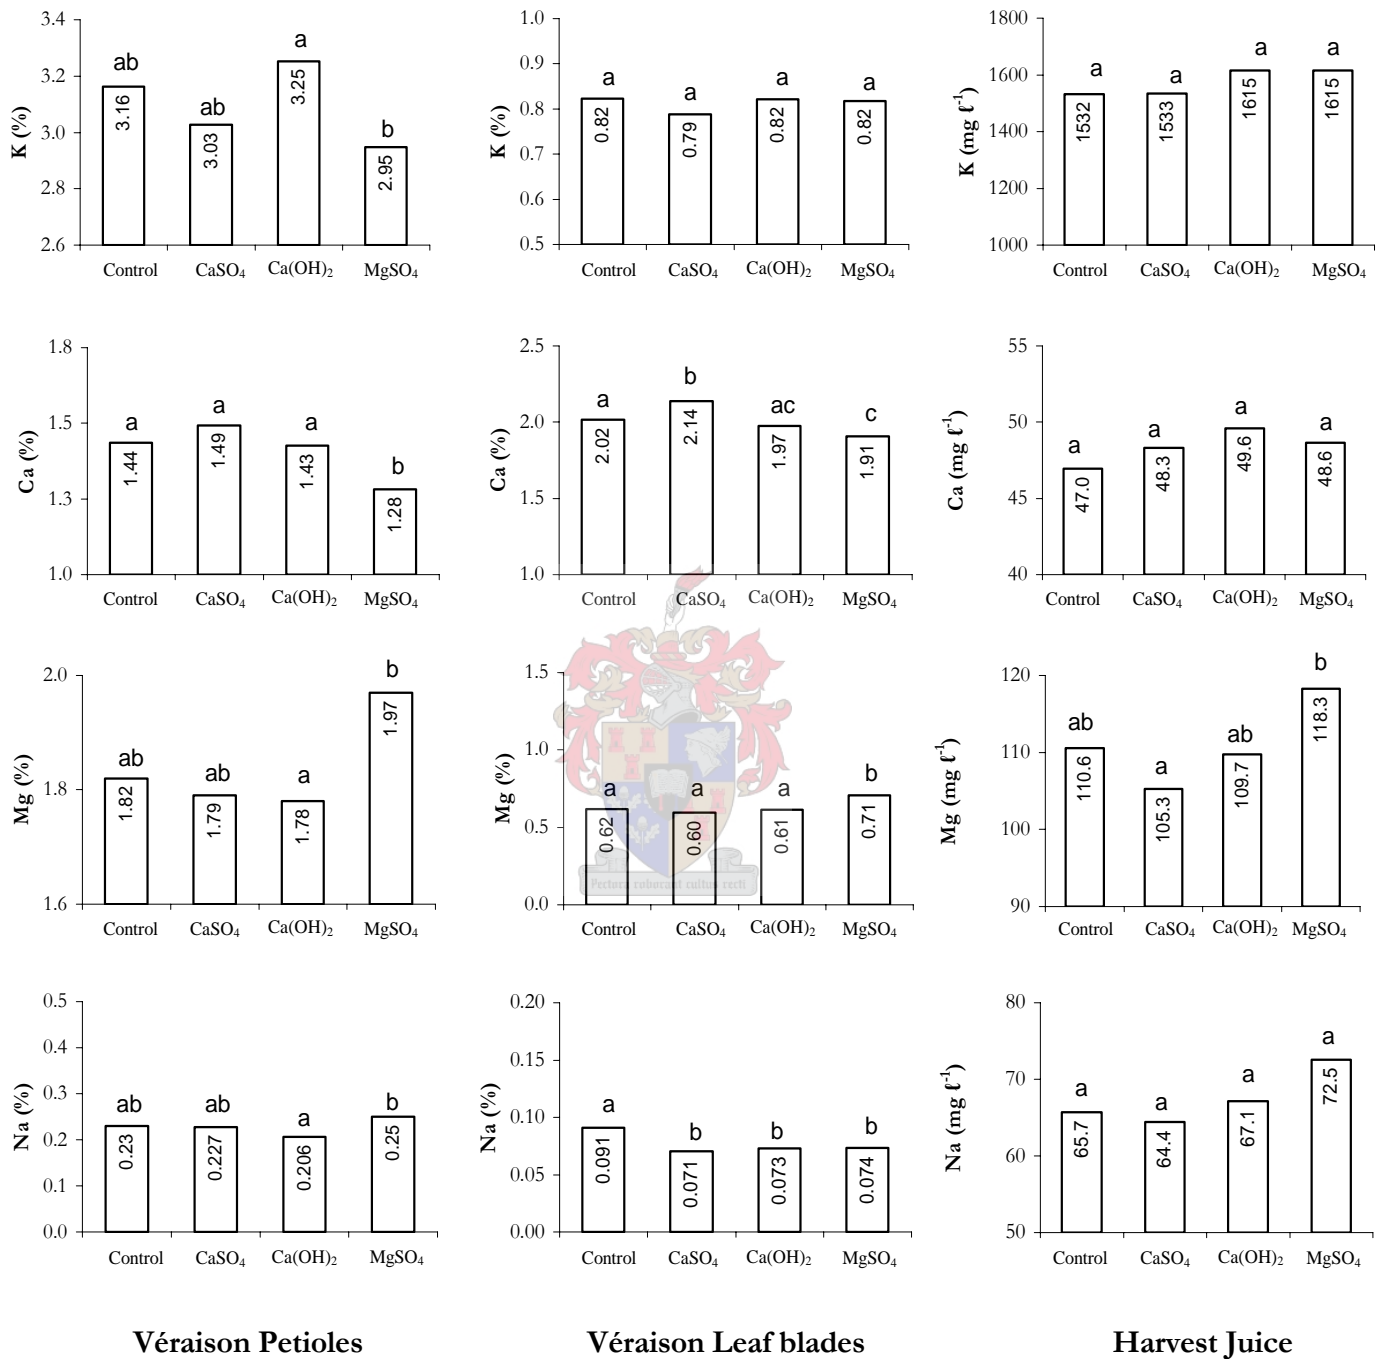 K (%)
3.4
3.2
3.0
2.8
2.6
ab
ab
a
b
3.16
3.03
3.25
2.95
Control CaSO₄ Ca(OH)₂ MgSO₄
K (%)
1.0
0.9
0.8
0.7
0.6
0.5
a
a
a
a
0.82
0.79
0.82
0.82
Control CaSO₄ Ca(OH)₂ MgSO₄
K (mg ℓ⁻¹)
1800
1600
1400
1200
1000
a
a
a
a
1532
1533
1615
1615
Control CaSO₄ Ca(OH)₂ MgSO₄
Ca (%)
1.8
1.5
1.3
1.0
a
a
a
b
1.44
1.49
1.43
1.28
Control CaSO₄ Ca(OH)₂ MgSO₄
Ca (%)
2.5
2.0
1.5
1.0
a
b
ac
c
2.02
2.14
1.97
1.91
Control CaSO₄ Ca(OH)₂ MgSO₄
Ca (mg ℓ⁻¹)
55
50
45
40
a
a
a
a
47.0
48.3
49.6
48.6
Control CaSO₄ Ca(OH)₂ MgSO₄
Mg (%)
2.0
1.8
1.6
ab
ab
a
b
1.82
1.79
1.78
1.97
Control CaSO₄ Ca(OH)₂ MgSO₄
Mg (%)
1.5
1.0
0.5
0.0
a
a
a
b
0.62
0.60
0.61
0.71
Pectora roborant cultus recti
Control CaSO₄ Ca(OH)₂ MgSO₄
Mg (mg ℓ⁻¹)
120
110
100
90
ab
a
ab
b
110.6
105.3
109.7
118.3
Control CaSO₄ Ca(OH)₂ MgSO₄
Na (%)
0.5
0.4
0.3
0.2
0.1
0.0
ab
ab
a
b
0.23
0.227
0.206
0.25
Control CaSO₄ Ca(OH)₂ MgSO₄
Na (%)
0.20
0.15
0.10
0.05
0.00
a
b
b
b
0.091
0.071
0.073
0.074
Control CaSO₄ Ca(OH)₂ MgSO₄
Na (mg ℓ⁻¹)
80
70
60
50
a
a
a
a
65.7
64.4
67.1
72.5
Control CaSO₄ Ca(OH)₂ MgSO₄
Véraison Petioles
Véraison Leaf blades
Harvest Juice